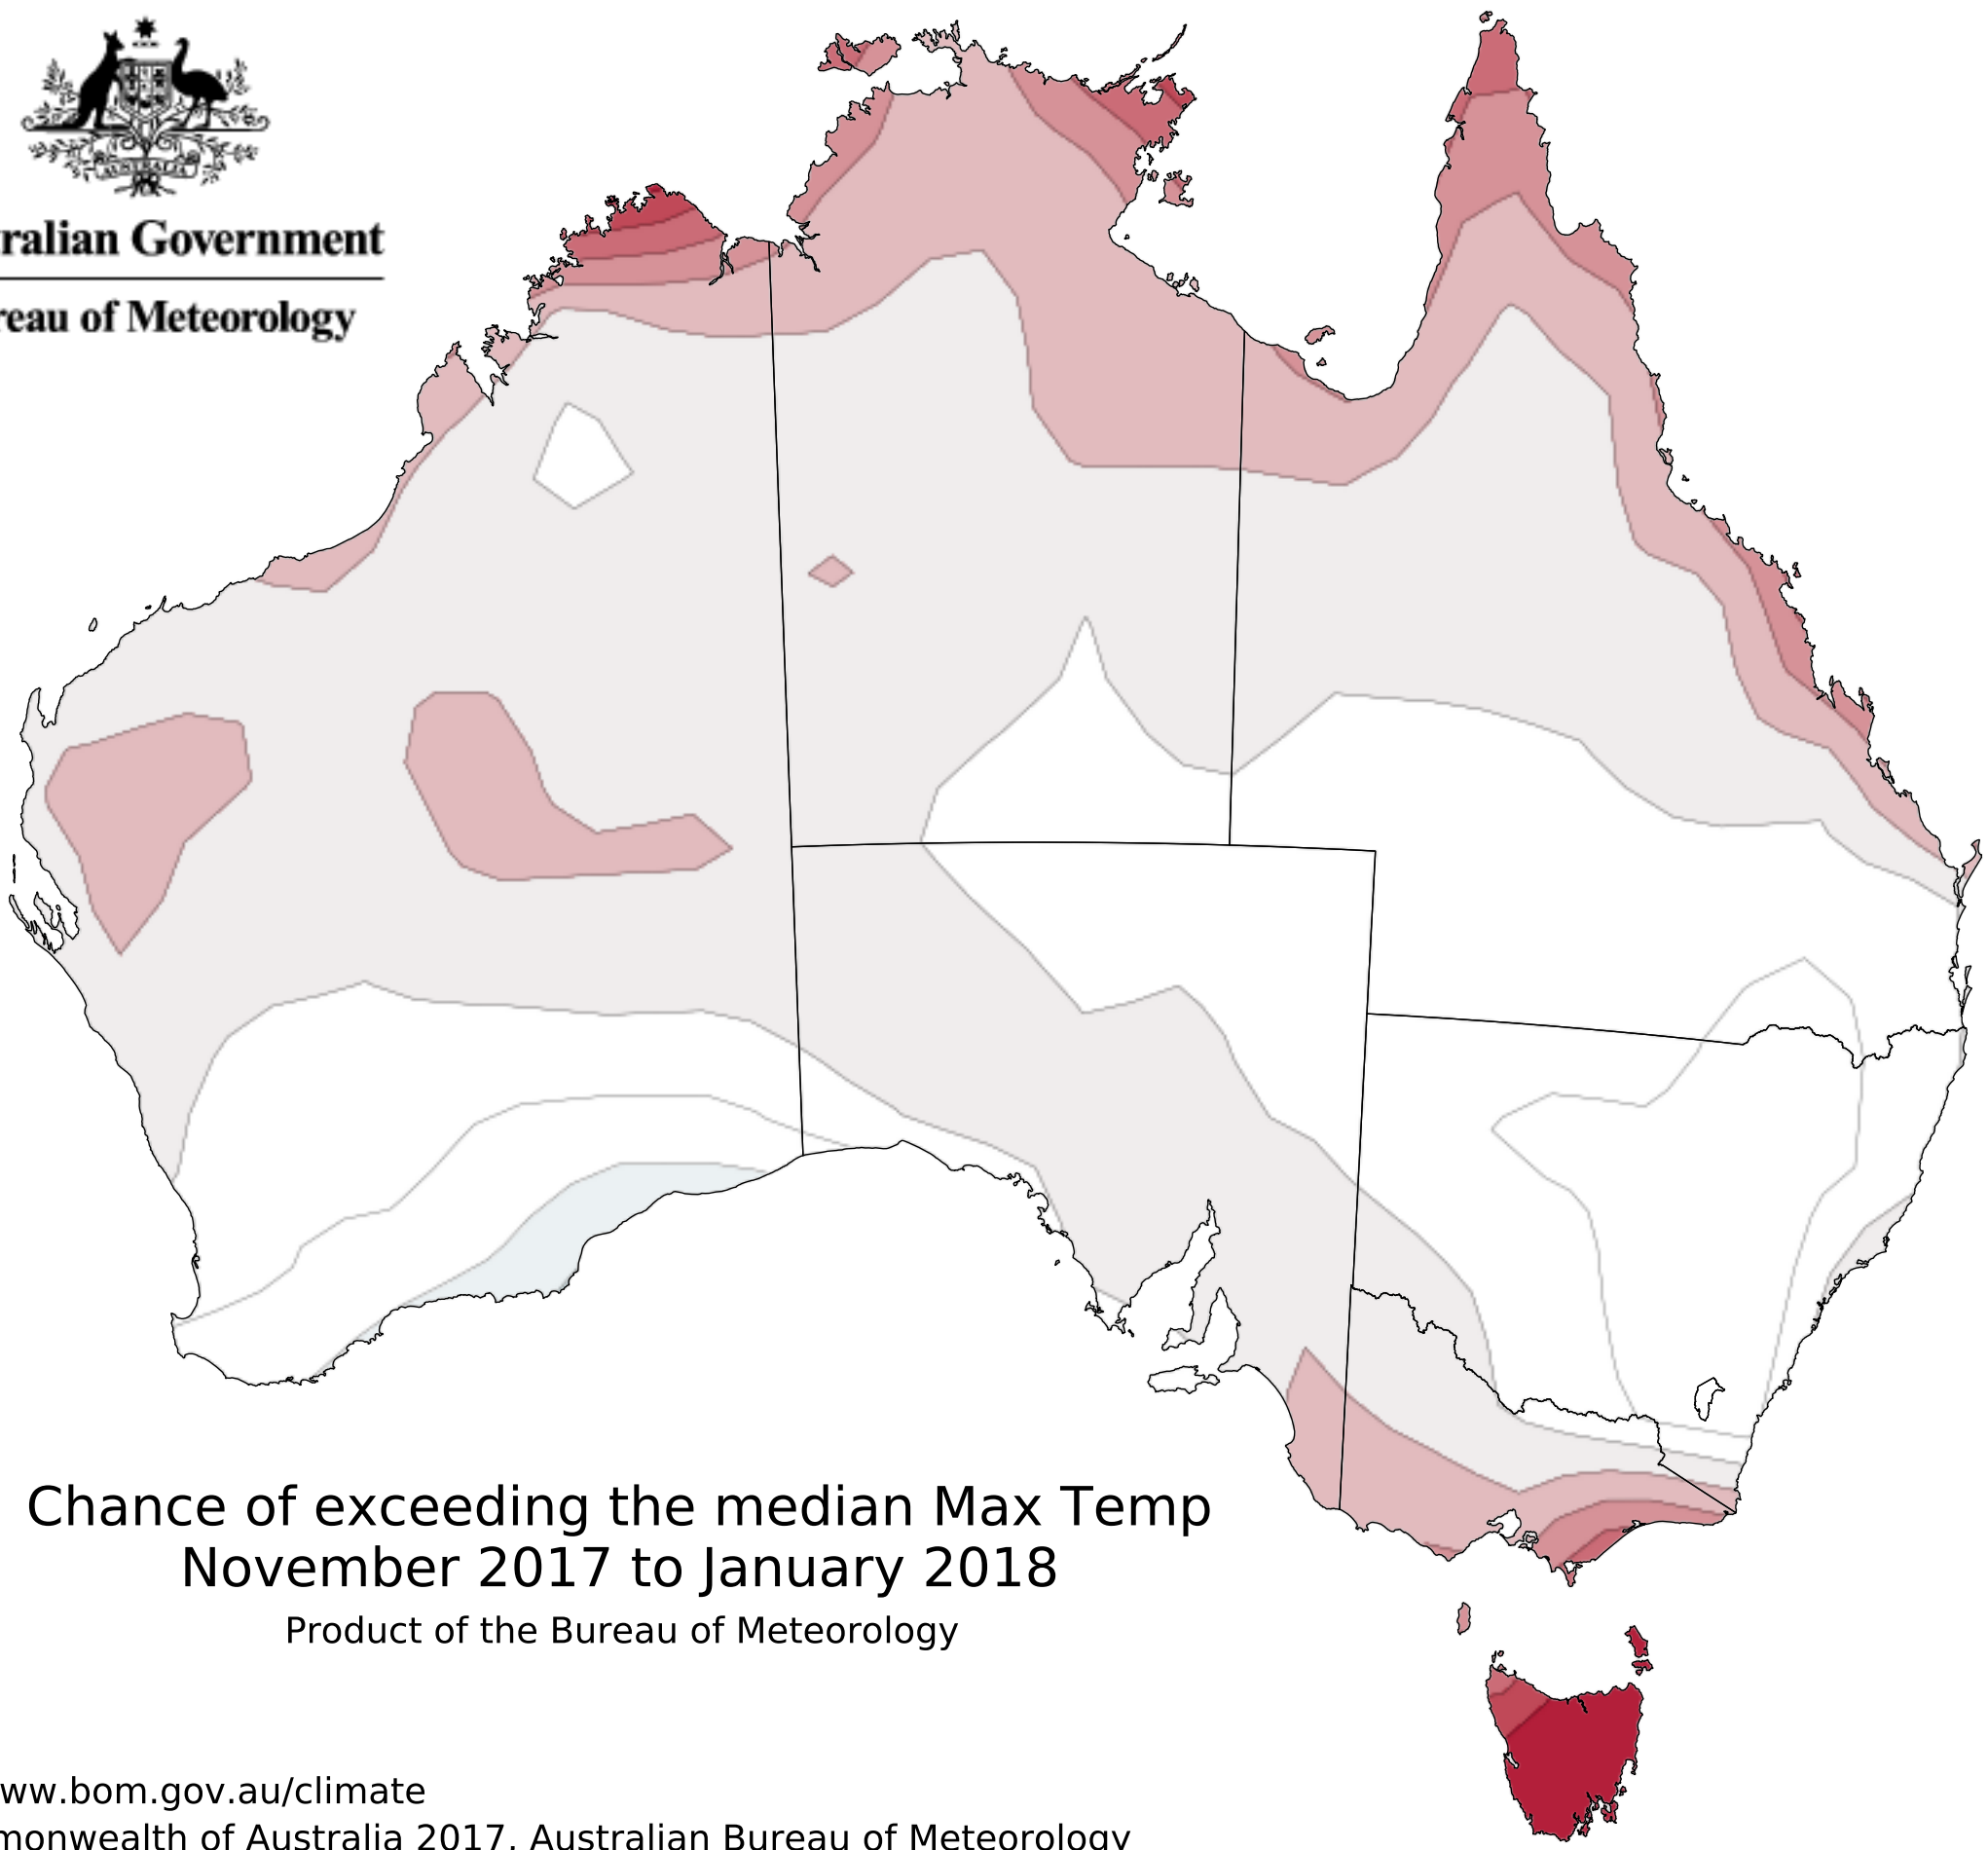 AUSTRALIA
ralian Government
reau of Meteorology
Chance of exceeding the median Max Temp
November 2017 to January 2018
Product of the Bureau of Meteorology
ww.bom.gov.au/climate
monwealth of Australia 2017, Australian Bureau of Meteorology